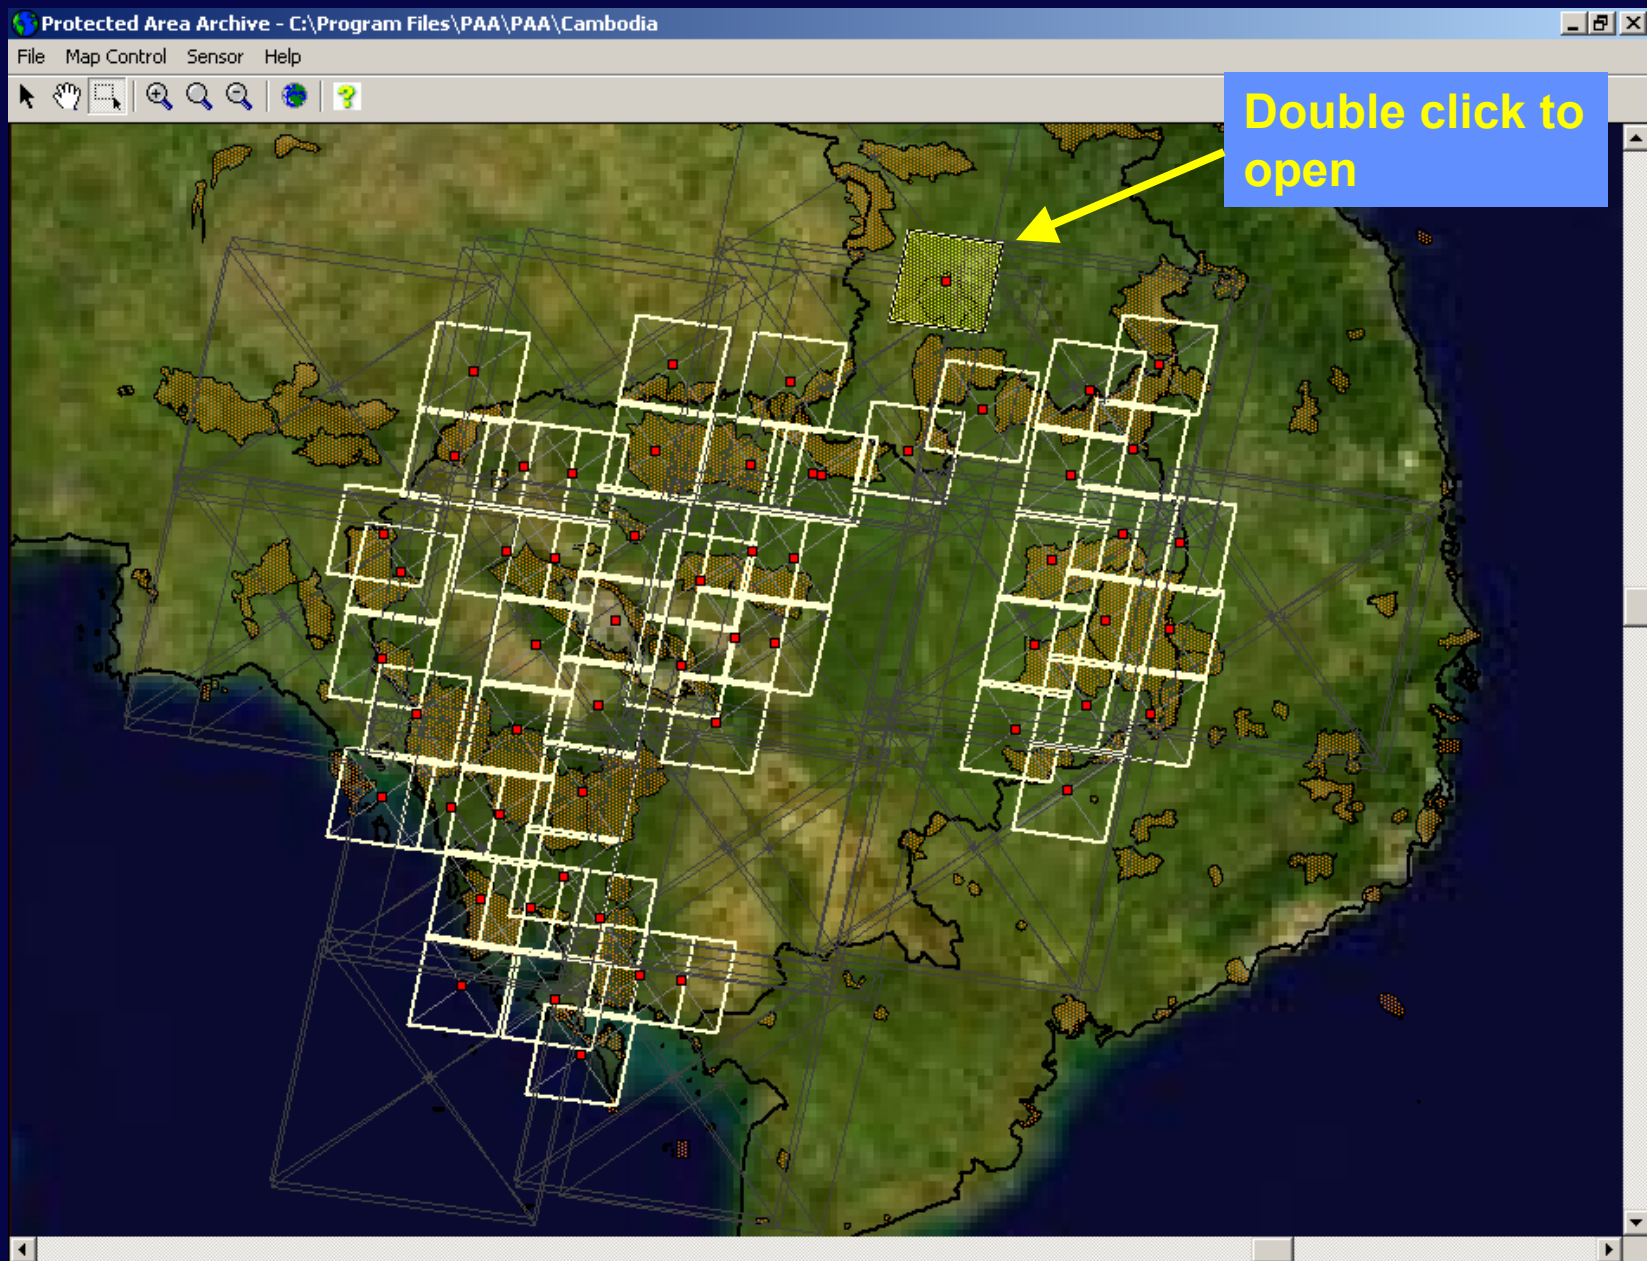 Protected Area Archive - C:\Program Files\PAA\PAA\Cambodia
File Map Control Sensor Help
Double click to
open